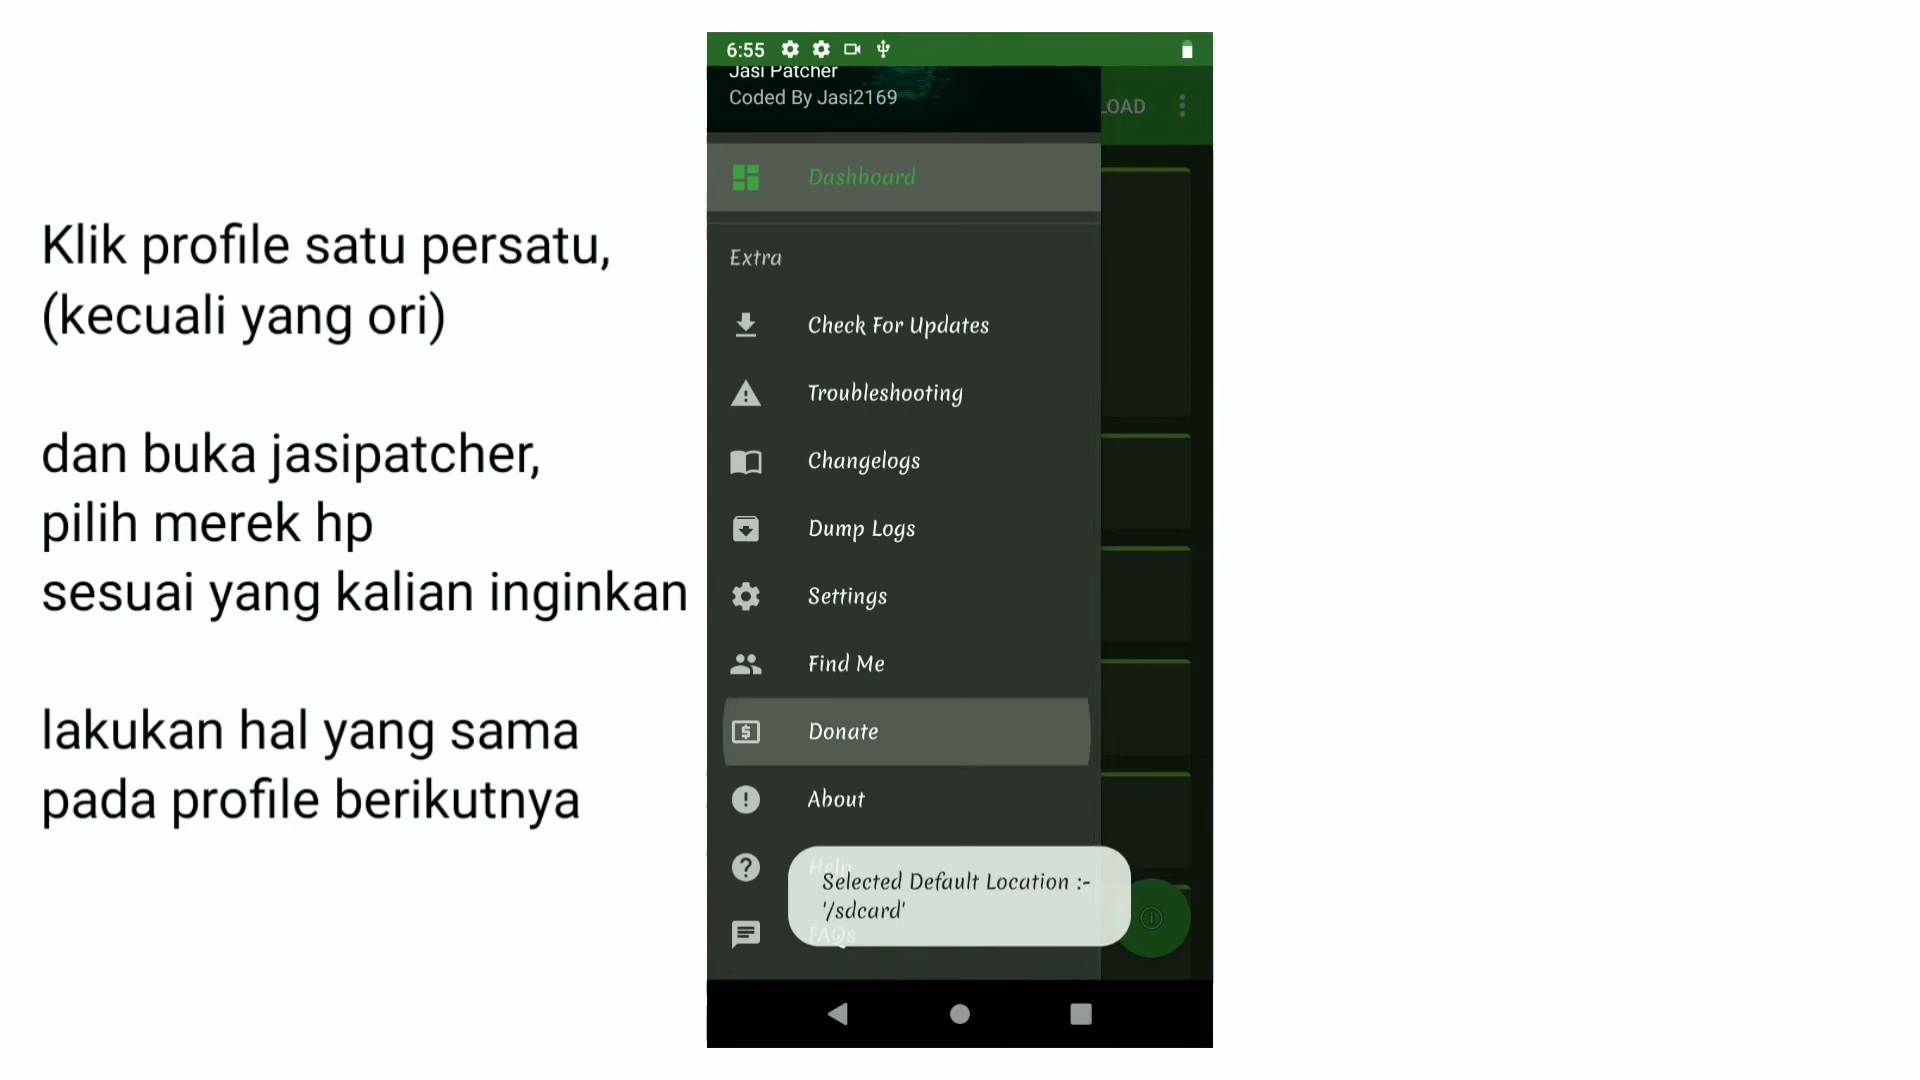 Klik profile satu persatu,
(kecuali yang ori)
dan buka jasipatcher,
pilih merek hp
sesuai yang kalian inginkan
lakukan hal yang sama
pada profile berikutnya
6:55
Jasi Patcher
Coded By Jasi2169
LOAD
Dashboard
Extra
Check For Updates
Troubleshooting
Changelogs
Dump Logs
Settings
Find Me
Donate
About
Help
Selected Default Location :-
'/sdcard'
FAQs